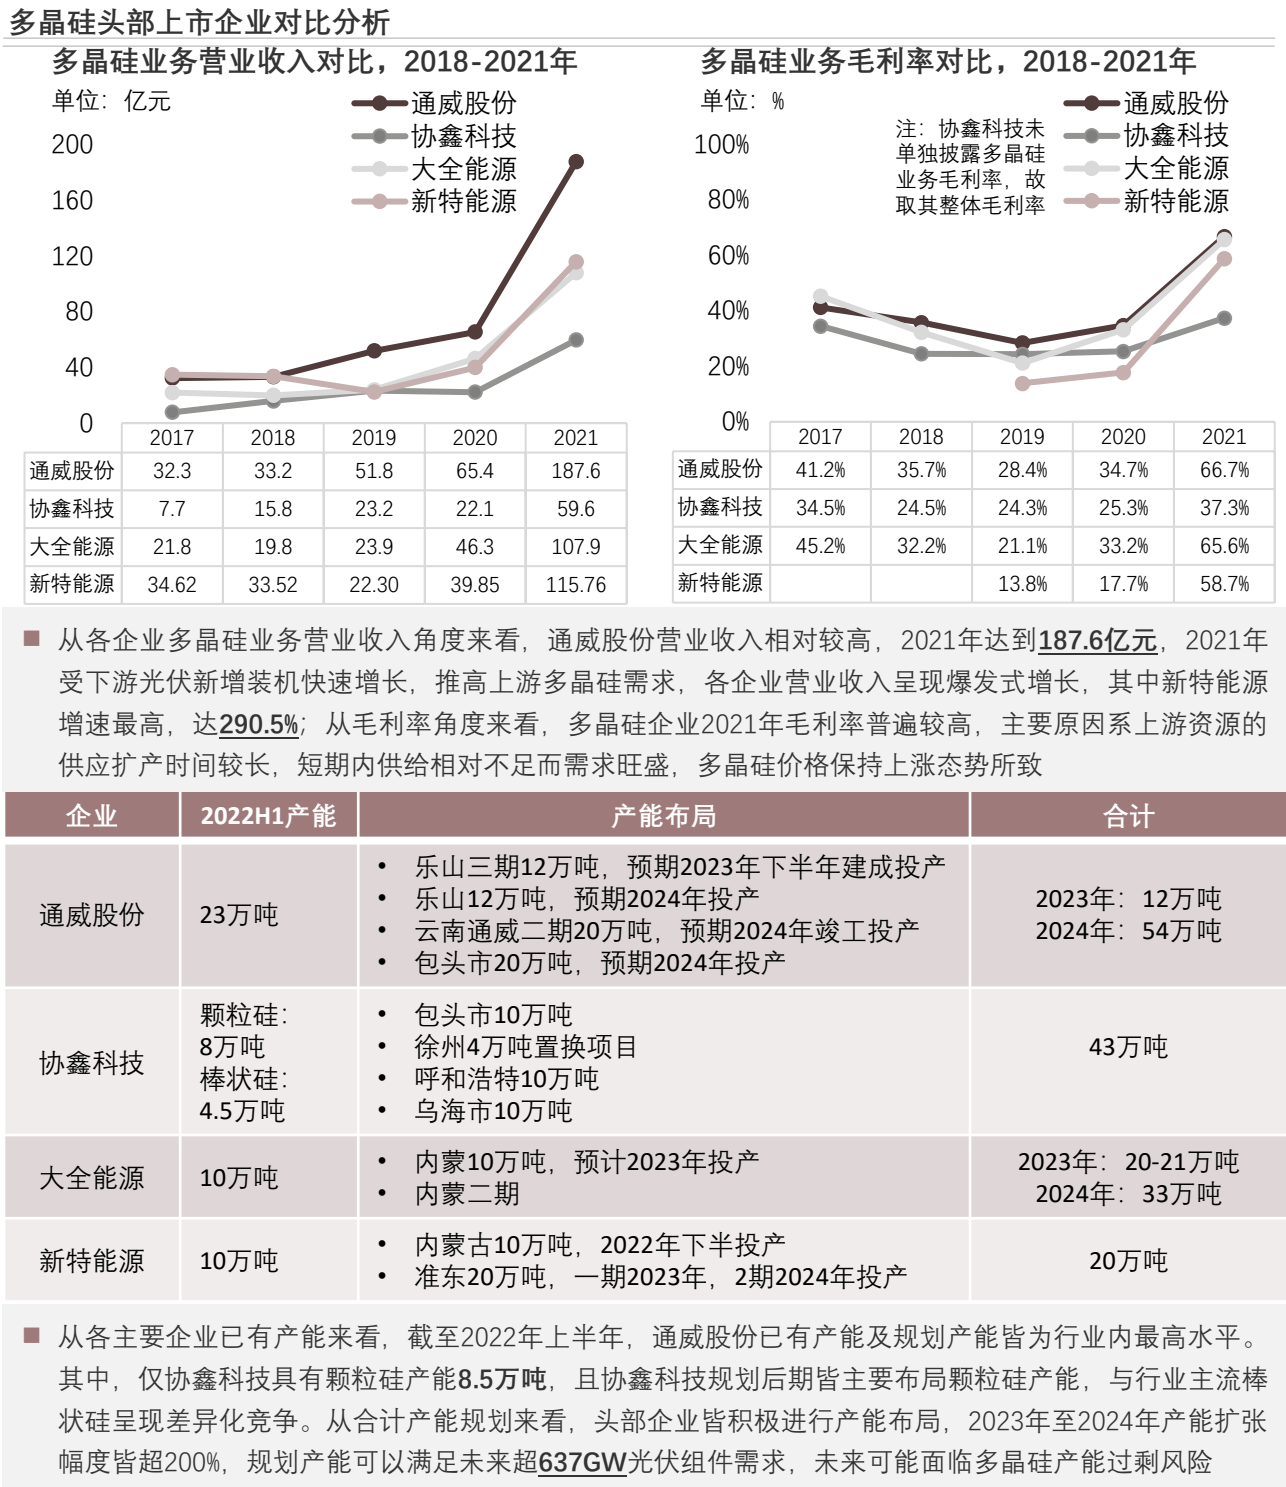 多晶硅头部上市企业对比分析
多晶硅业务营业收入对比，2018-2021年
单位：亿元
通威股份
协鑫科技
大全能源
新特能源
200
160
120
80
40
0
2017 2018 2019 2020 2021
通威股份 32.3 33.2 51.8 65.4 187.6
协鑫科技 7.7 15.8 23.2 22.1 59.6
大全能源 21.8 19.8 23.9 46.3 107.9
新特能源 34.62 33.52 22.30 39.85 115.76
多晶硅业务毛利率对比，2018-2021年
单位：%
注：协鑫科技未
单独披露多晶硅
业务毛利率，故
取其整体毛利率
通威股份
协鑫科技
大全能源
新特能源
100%
80%
60%
40%
20%
0%
2017 2018 2019 2020 2021
通威股份 41.2% 35.7% 28.4% 34.7% 66.7%
协鑫科技 34.5% 24.5% 24.3% 25.3% 37.3%
大全能源 45.2% 32.2% 21.1% 33.2% 65.6%
新特能源 13.8% 17.7% 58.7%
■ 从各企业多晶硅业务营业收入角度来看，通威股份营业收入相对较高，2021年达到187.6亿元，2021年
受下游光伏新增装机快速增长，推高上游多晶硅需求，各企业营业收入呈现爆发式增长，其中新特能源
增速最高，达290.5%；从毛利率角度来看，多晶硅企业2021年毛利率普遍较高，主要原因系上游资源的
供应扩产时间较长，短期内供给相对不足而需求旺盛，多晶硅价格保持上涨态势所致
企业 2022H1产能 产能布局 合计
通威股份 23万吨
• 乐山三期12万吨，预期2023年下半年建成投产
• 乐山12万吨，预期2024年投产
• 云南通威二期20万吨，预期2024年竣工投产
• 包头市20万吨，预期2024年投产
2023年：12万吨
2024年：54万吨
协鑫科技
颗粒硅：
8万吨
棒状硅：
4.5万吨
• 包头市10万吨
• 徐州4万吨置换项目
• 呼和浩特10万吨
• 乌海市10万吨
43万吨
大全能源 10万吨
• 内蒙10万吨，预计2023年投产
• 内蒙二期
2023年：20-21万吨
2024年：33万吨
新特能源 10万吨
• 内蒙古10万吨，2022年下半投产
• 准东20万吨，一期2023年，2期2024年投产
20万吨
■ 从各主要企业已有产能来看，截至2022年上半年，通威股份已有产能及规划产能皆为行业内最高水平。
其中，仅协鑫科技具有颗粒硅产能8.5万吨，且协鑫科技规划后期皆主要布局颗粒硅产能，与行业主流棒
状硅呈现差异化竞争。从合计产能规划来看，头部企业皆积极进行产能布局，2023年至2024年产能扩张
幅度皆超200%，规划产能可以满足未来超637GW光伏组件需求，未来可能面临多晶硅产能过剩风险